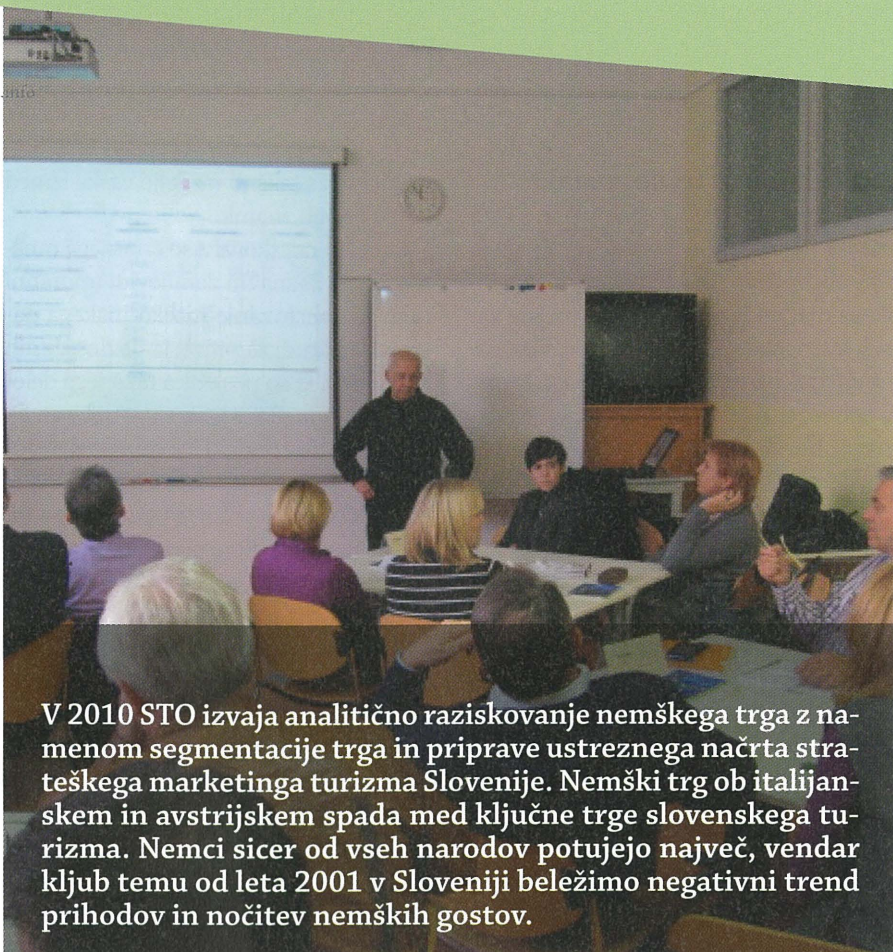 .info
V 2010 STO izvaja analitično raziskovanje nemškega trga z na-
menom segmentacije trga in priprave ustreznega načrta stra-
teškega marketinga turizma Slovenije. Nemški trg ob italijan-
skem in avstrijskem spada med ključne trge slovenskega tu-
rizma. Nemci sicer od vseh narodov potujejo največ, vendar
kljub temu od leta 2001 v Sloveniji beležimo negativni trend
prihodov in nočitev nemških gostov.